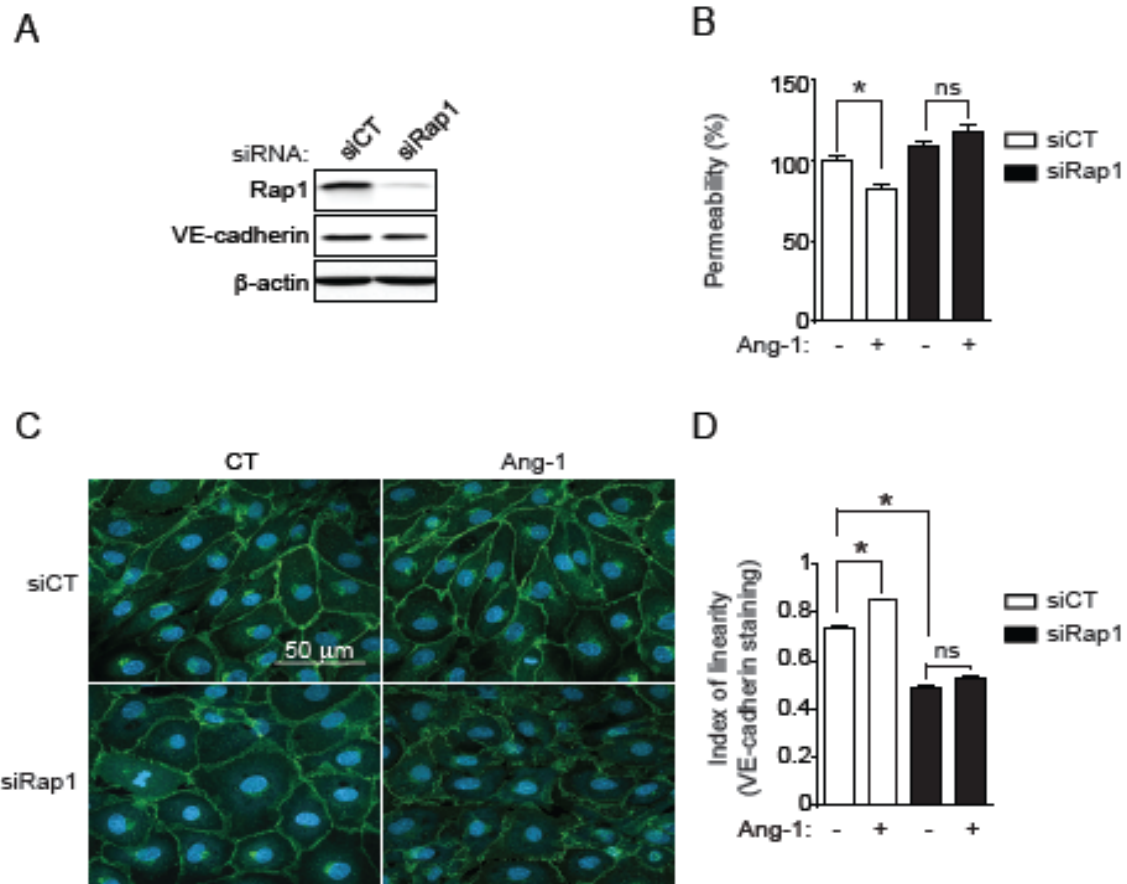 A
siRNA: siCT siRap1
Rap1
VE-cadherin
β-actin
B
Permeability (%)
150
100
50
0
* ns
siCT
siRap1
Ang-1: - + - +
C
CT Ang-1
siCT
50 μm
siRap1
D
Index of linearity
(VE-cadherin staining)
1
0.8
0.6
0.4
0.2
0
*
*
ns
siCT
siRap1
Ang-1: - + - +